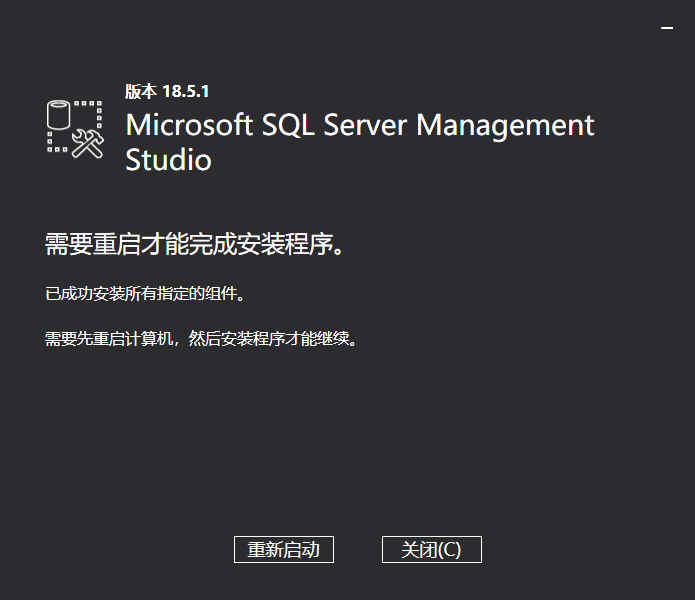 版本 18.5.1
Microsoft SQL Server Management
Studio
需要重启才能完成安装程序。
已成功安装所有指定的组件。
需要先重启计算机，然后安装程序才能继续。
重新启动
关闭(C)